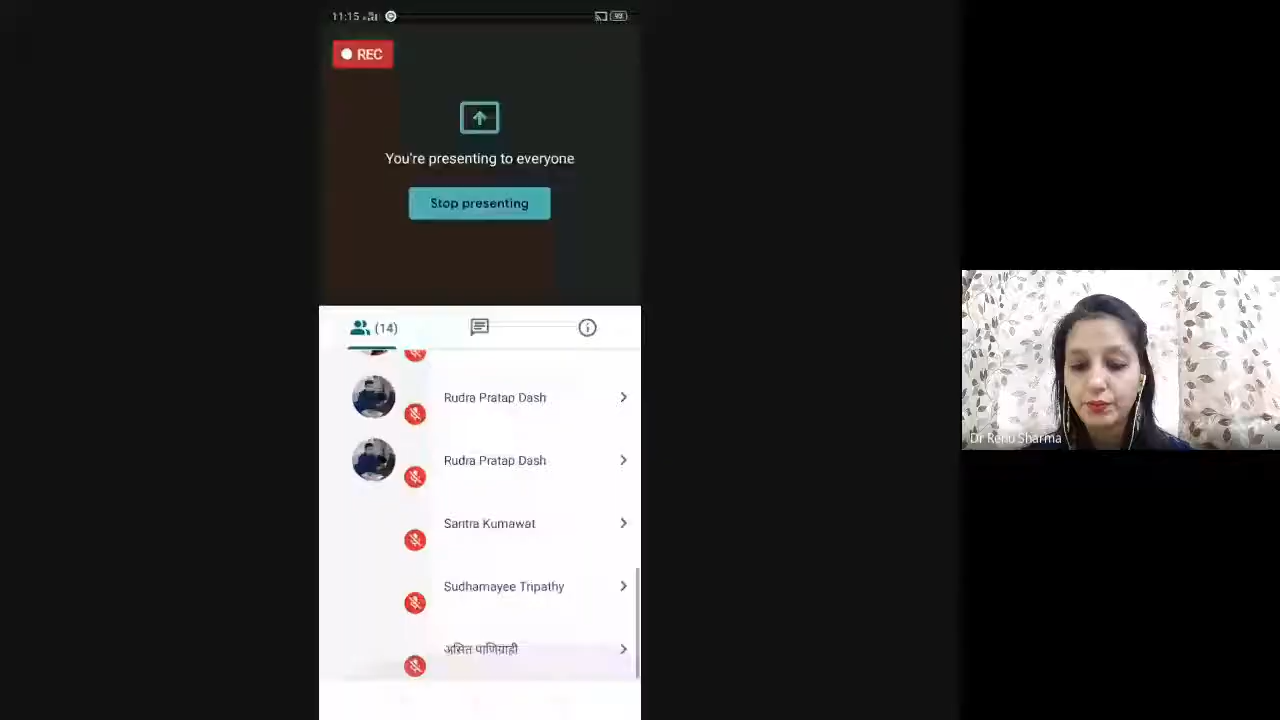 11:15
REC
You're presenting to everyone
Stop presenting
(14)
Rudra Pratap Dash
Rudra Pratap Dash
Santra Kumawat
Sudhamayee Tripathy
असित पाणिग्राही
Dr Renu Sharma